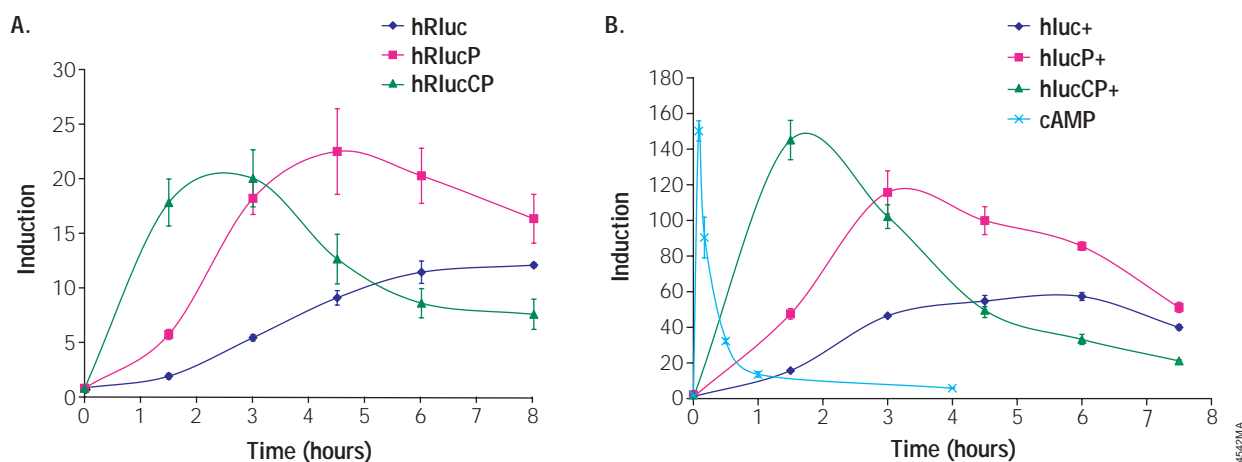 A.
hRluc
hRlucP
hRlucCP
30
25
20
15
10
5
0
Induction
0 1 2 3 4 5 6 7 8
Time (hours)
B.
hluc+
hlucP+
hlucCP+
cAMP
180
160
140
120
100
80
60
40
20
0
Induction
0 1 2 3 4 5 6 7 8
Time (hours)
4542MA